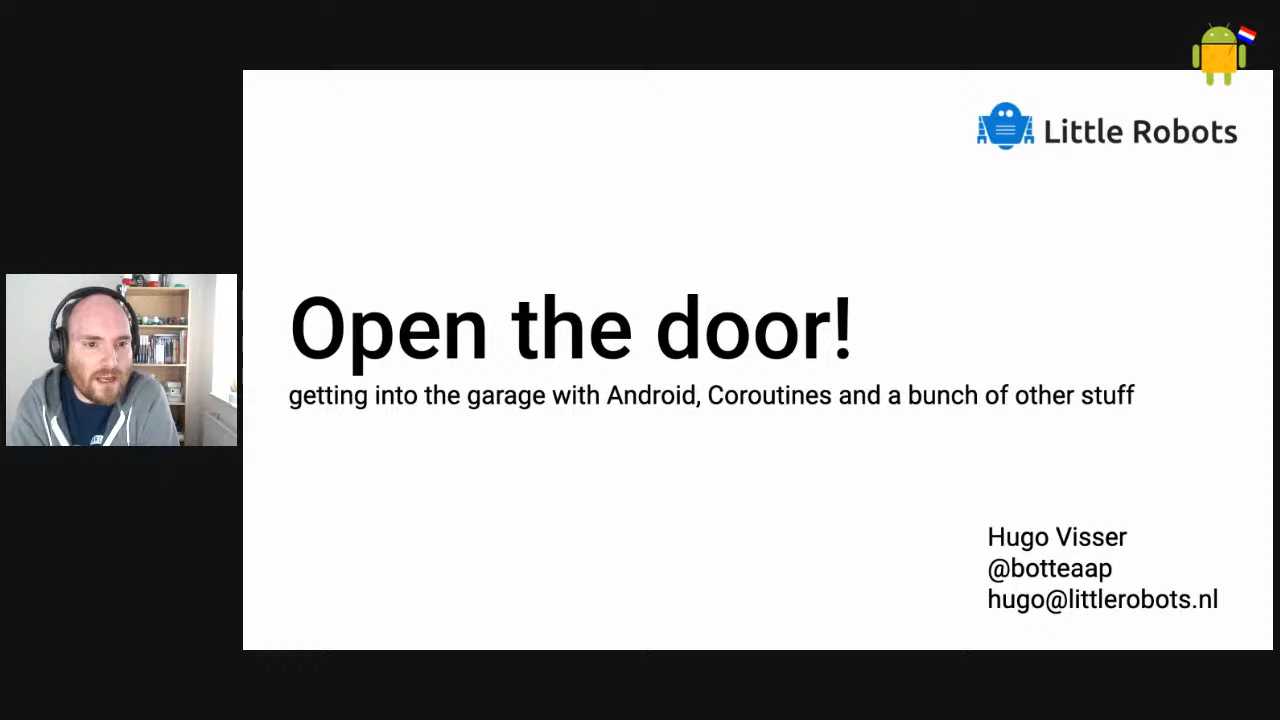 Little Robots
Open the door!
getting into the garage with Android, Coroutines and a bunch of other stuff
Hugo Visser
@botteaap
hugo@littlerobots.nl